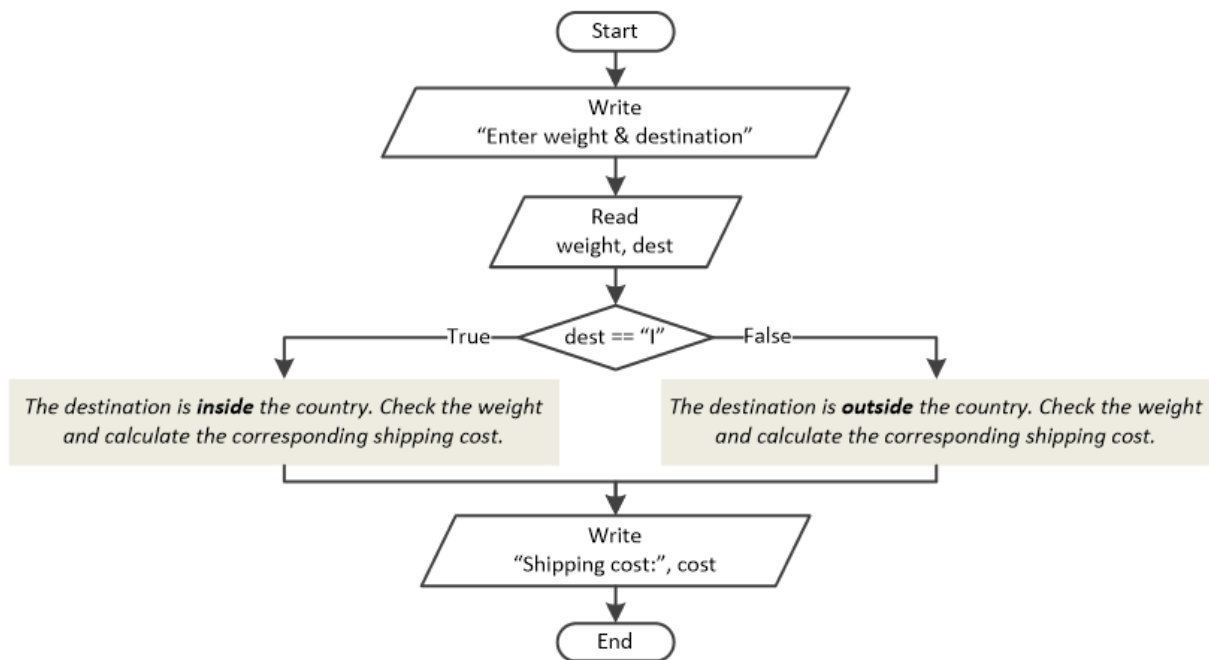 Start
Write
“Enter weight & destination”
Read
weight, dest
dest == “I”
True
False
The destination is inside the country. Check the weight
and calculate the corresponding shipping cost.
The destination is outside the country. Check the weight
and calculate the corresponding shipping cost.
Write
“Shipping cost:”, cost
End